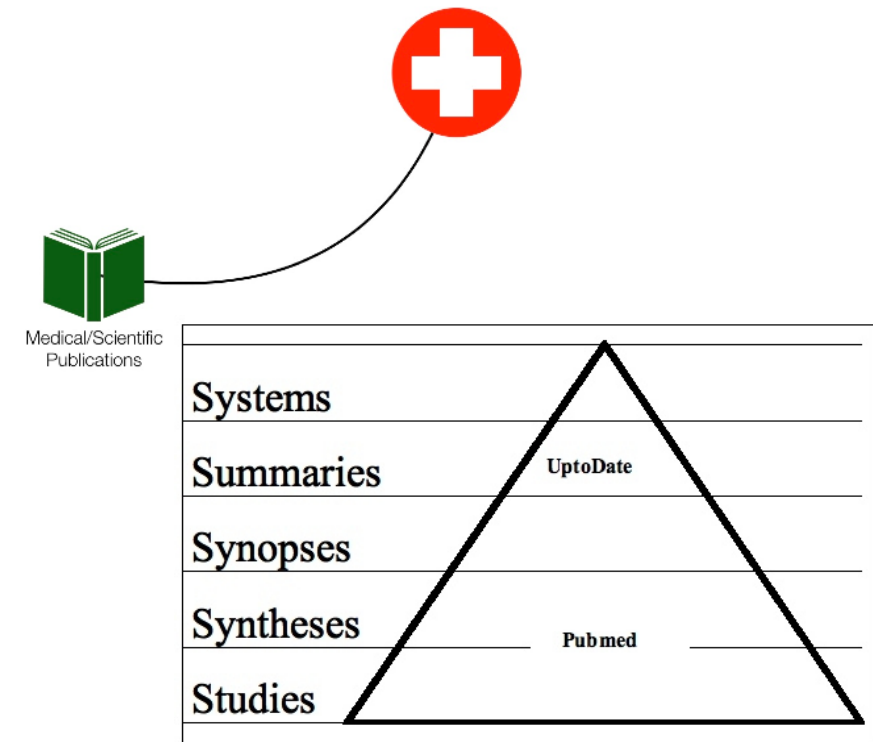 Medical/Scientific
Publications
Systems
Summaries
UptoDate
Synopses
Syntheses
Pubmed
Studies